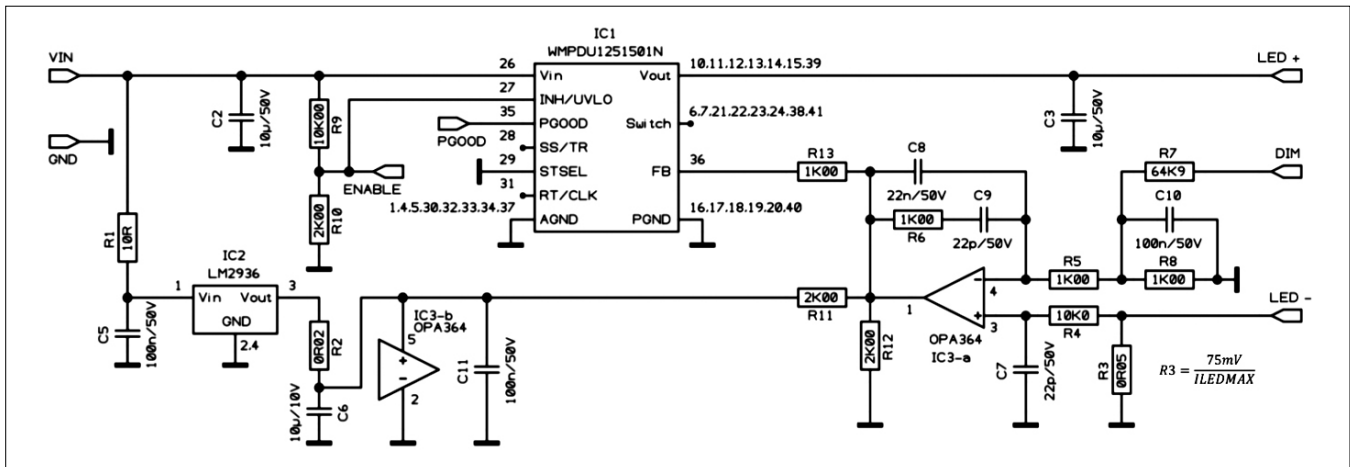 IC1
WMPDU1251501N
VIN
GND
26
27
35
28
29
31
1.4.5.30.32.33.34.37
Vin
INH/UVLO
PGOOD
SS/TR
STSEL
RT/CLK
AGND
Vout
Switch
FB
PGND
10.11.12.13.14.15.39
6.7.21.22.23.24.38.41
36
16.17.18.19.20.40
LED +
C2
10µ/50V
10K00
R9
PGOOD
ENABLE
2K00
R10
C3
10µ/50V
R13
1K00
C8
22n/50V
C9
1K00
R6
22p/50V
R7
64K9
DIM
C10
100n/50V
R5
1K00
R8
1K00
R1
10R
IC2
LM2936
1
3
Vin
Vout
GND
2.4
C5
100n/50V
0R02
R2
10µ/10V
C6
IC3-b
OPA364
5
+
-
2
C11
100n/50V
2K00
R11
2K00
R12
1
-
+
4
3
OPA364
IC3-a
C7
22p/50V
10K0
R4
LED -
R3
0R05
R3 = 75mV
ILEDMAX